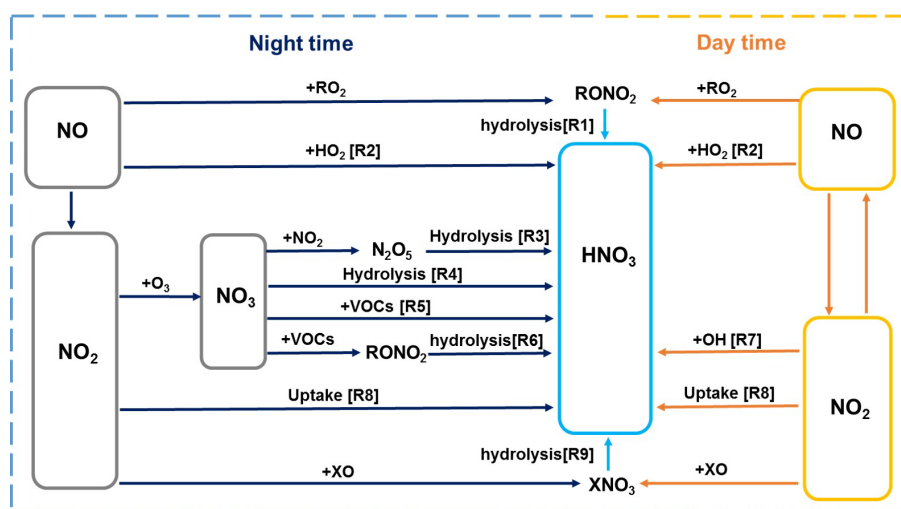 Night time
Day time
+RO₂
RONO₂
+RO₂
NO
hydrolysis[R1]
NO
+HO₂ [R2]
+HO₂ [R2]
+NO₂
N₂O₅
Hydrolysis [R3]
HNO₃
+O₃
NO₃
Hydrolysis [R4]
+VOCs [R5]
NO₂
+VOCs
RONO₂
hydrolysis[R6]
+OH [R7]
Uptake [R8]
Uptake [R8]
NO₂
hydrolysis[R9]
+XO
XNO₃
+XO